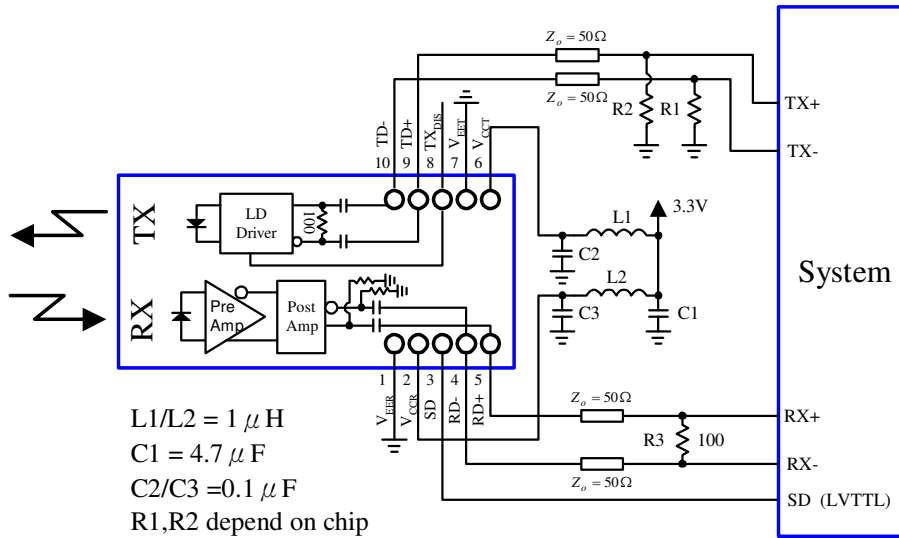 Zo = 50Ω
Zo = 50Ω
R2
R1
TX+
TX-
System
TD-
TD+
TXDIS
VEET
VCCT
10
9
8
7
6
TX
LD
Driver
100
L1
3.3V
C2
L2
C3
C1
RX
Pre
Amp
Post
Amp
1
2
3
4
5
VEER
VCCR
SD
RD-
RD+
Zo = 50Ω
RX+
R3
100
Zo = 50Ω
RX-
SD (LVTTL)
L1/L2 = 1 μH
C1 = 4.7 μF
C2/C3 =0.1 μF
R1,R2 depend on chip